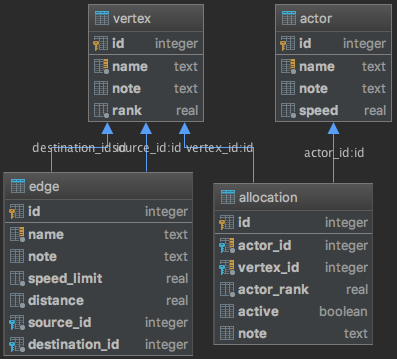 vertex
id integer
name text
note text
rank real
actor
id integer
name text
note text
speed real
destination_id:id
source_id:id
vertex_id:id
actor_id:id
edge
id integer
name text
note text
speed_limit real
distance real
source_id integer
destination_id integer
allocation
id integer
actor_id integer
vertex_id integer
actor_rank real
active boolean
note text